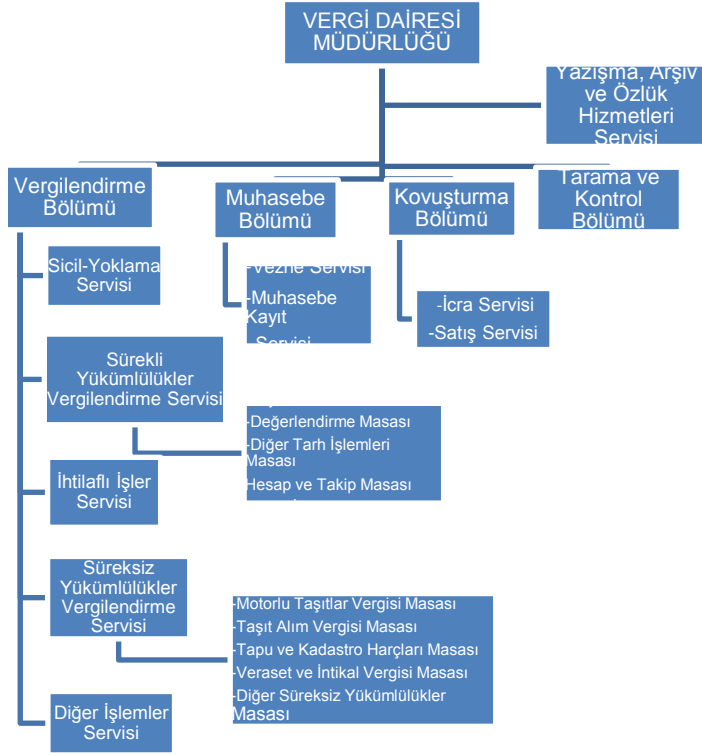 VERGİ DAİRESİ
MÜDÜRLÜĞÜ
Yazışma, Arşiv
ve Özlük
Hizmetleri
Servisi
Vergilendirme
Bölümü
Muhasebe
Bölümü
Kovuşturma
Bölümü
Tarama ve
Kontrol
Bölümü
Sicil-Yoklama
Servisi
-Vezne Servisi
-Muhasebe
Kayıt
Servisi
-İcra Servisi
-Satış Servisi
Sürekli
Yükümlülükler
Vergilendirme Servisi
-Değerlendirme Masası
-Diğer Tarh İşlemleri
Masası
Hesap ve Takip Masası
İhtilaflı İşler
Servisi
Süreksiz
Yükümlülükler
Vergilendirme
Servisi
-Motorlu Taşıtlar Vergisi Masası
-Taşıt Alım Vergisi Masası
-Tapu ve Kadastro Harçları Masası
-Veraset ve İntikal Vergisi Masası
-Diğer Süreksiz Yükümlülükler
Masası
Diğer İşlemler
Servisi